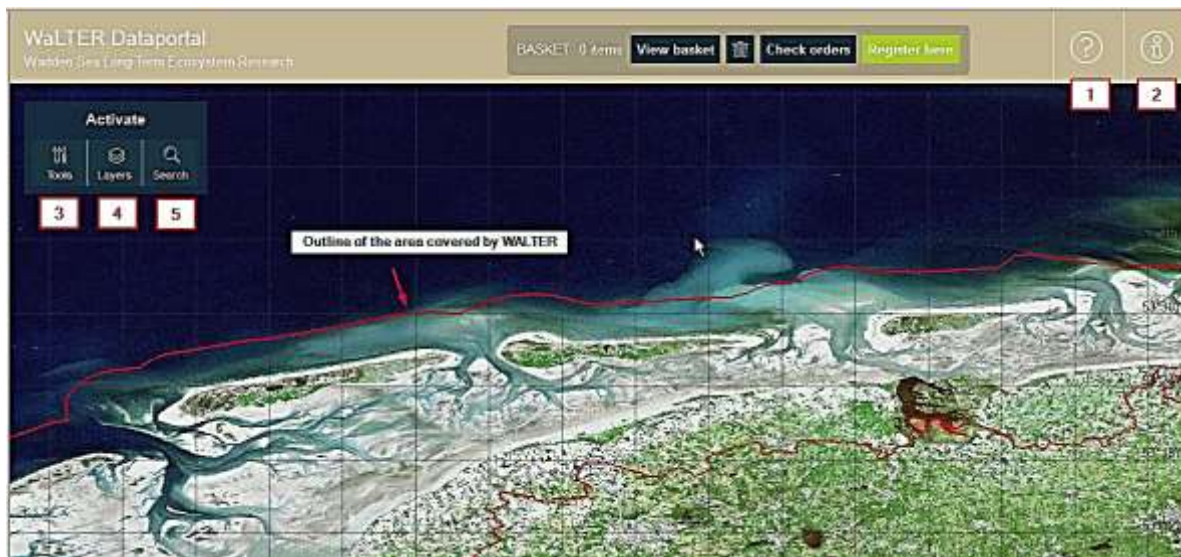 WaLTER Dataportal
Wadden Sea Long Term Ecosystem Research
BASKET: 0 items View basket Check orders Register here
1 2
Activate
Tools Layers Search
3 4 5
Outline of the area covered by WALTER